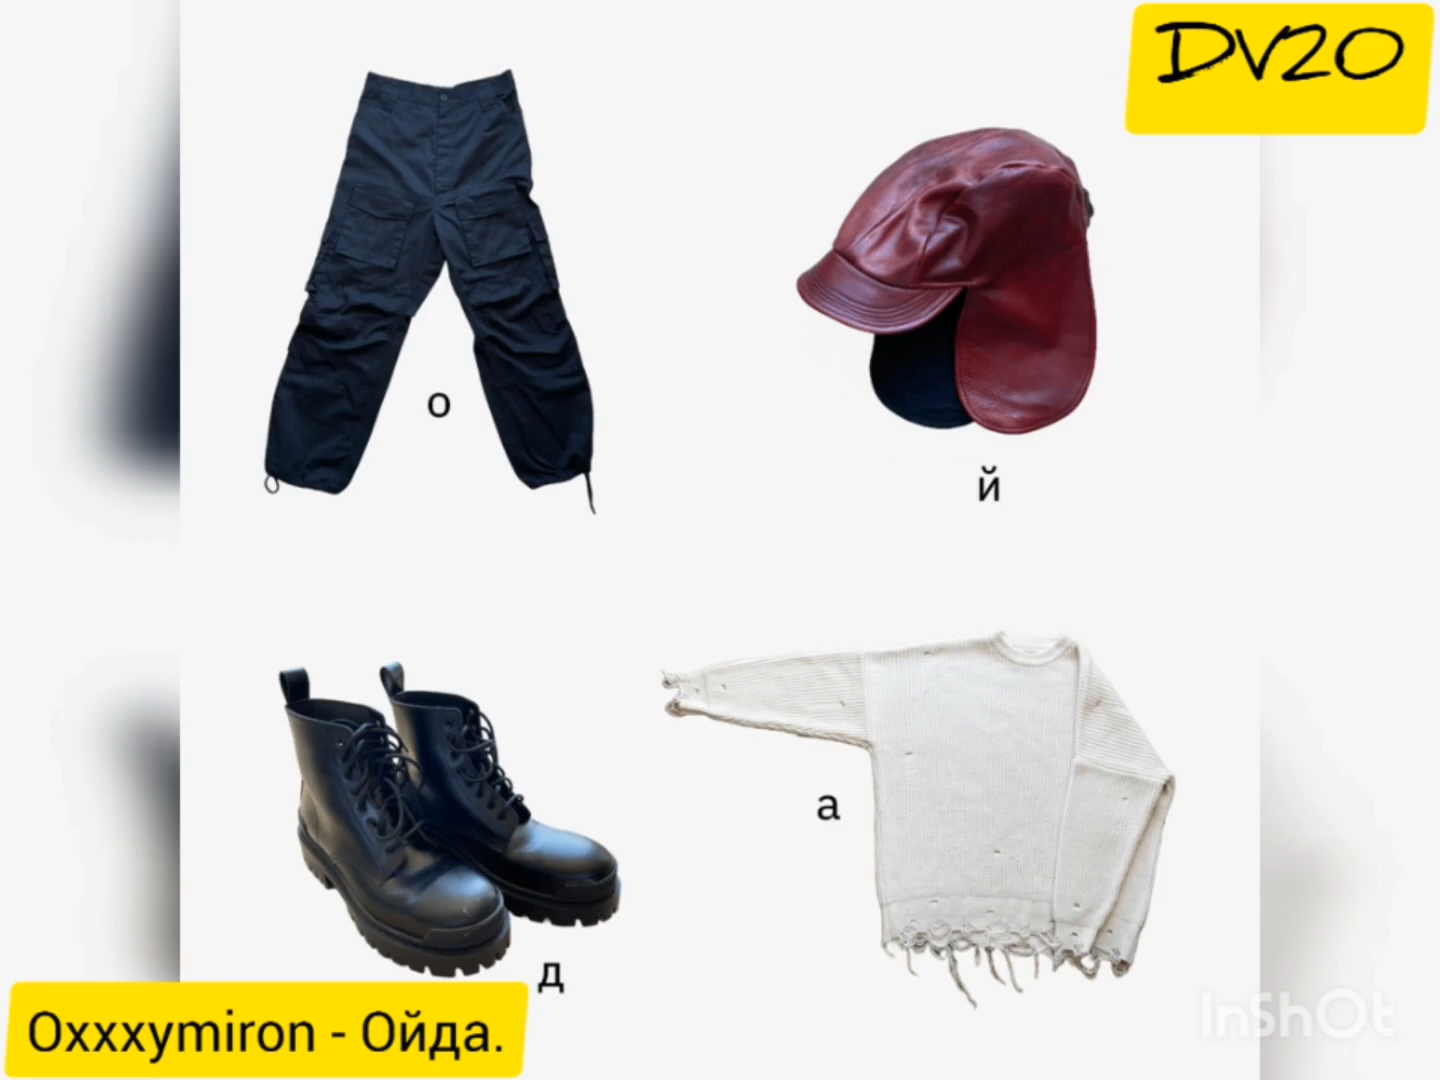 DV20
о
й
а
д
Oxxxymiron - Ойда.
InShOt